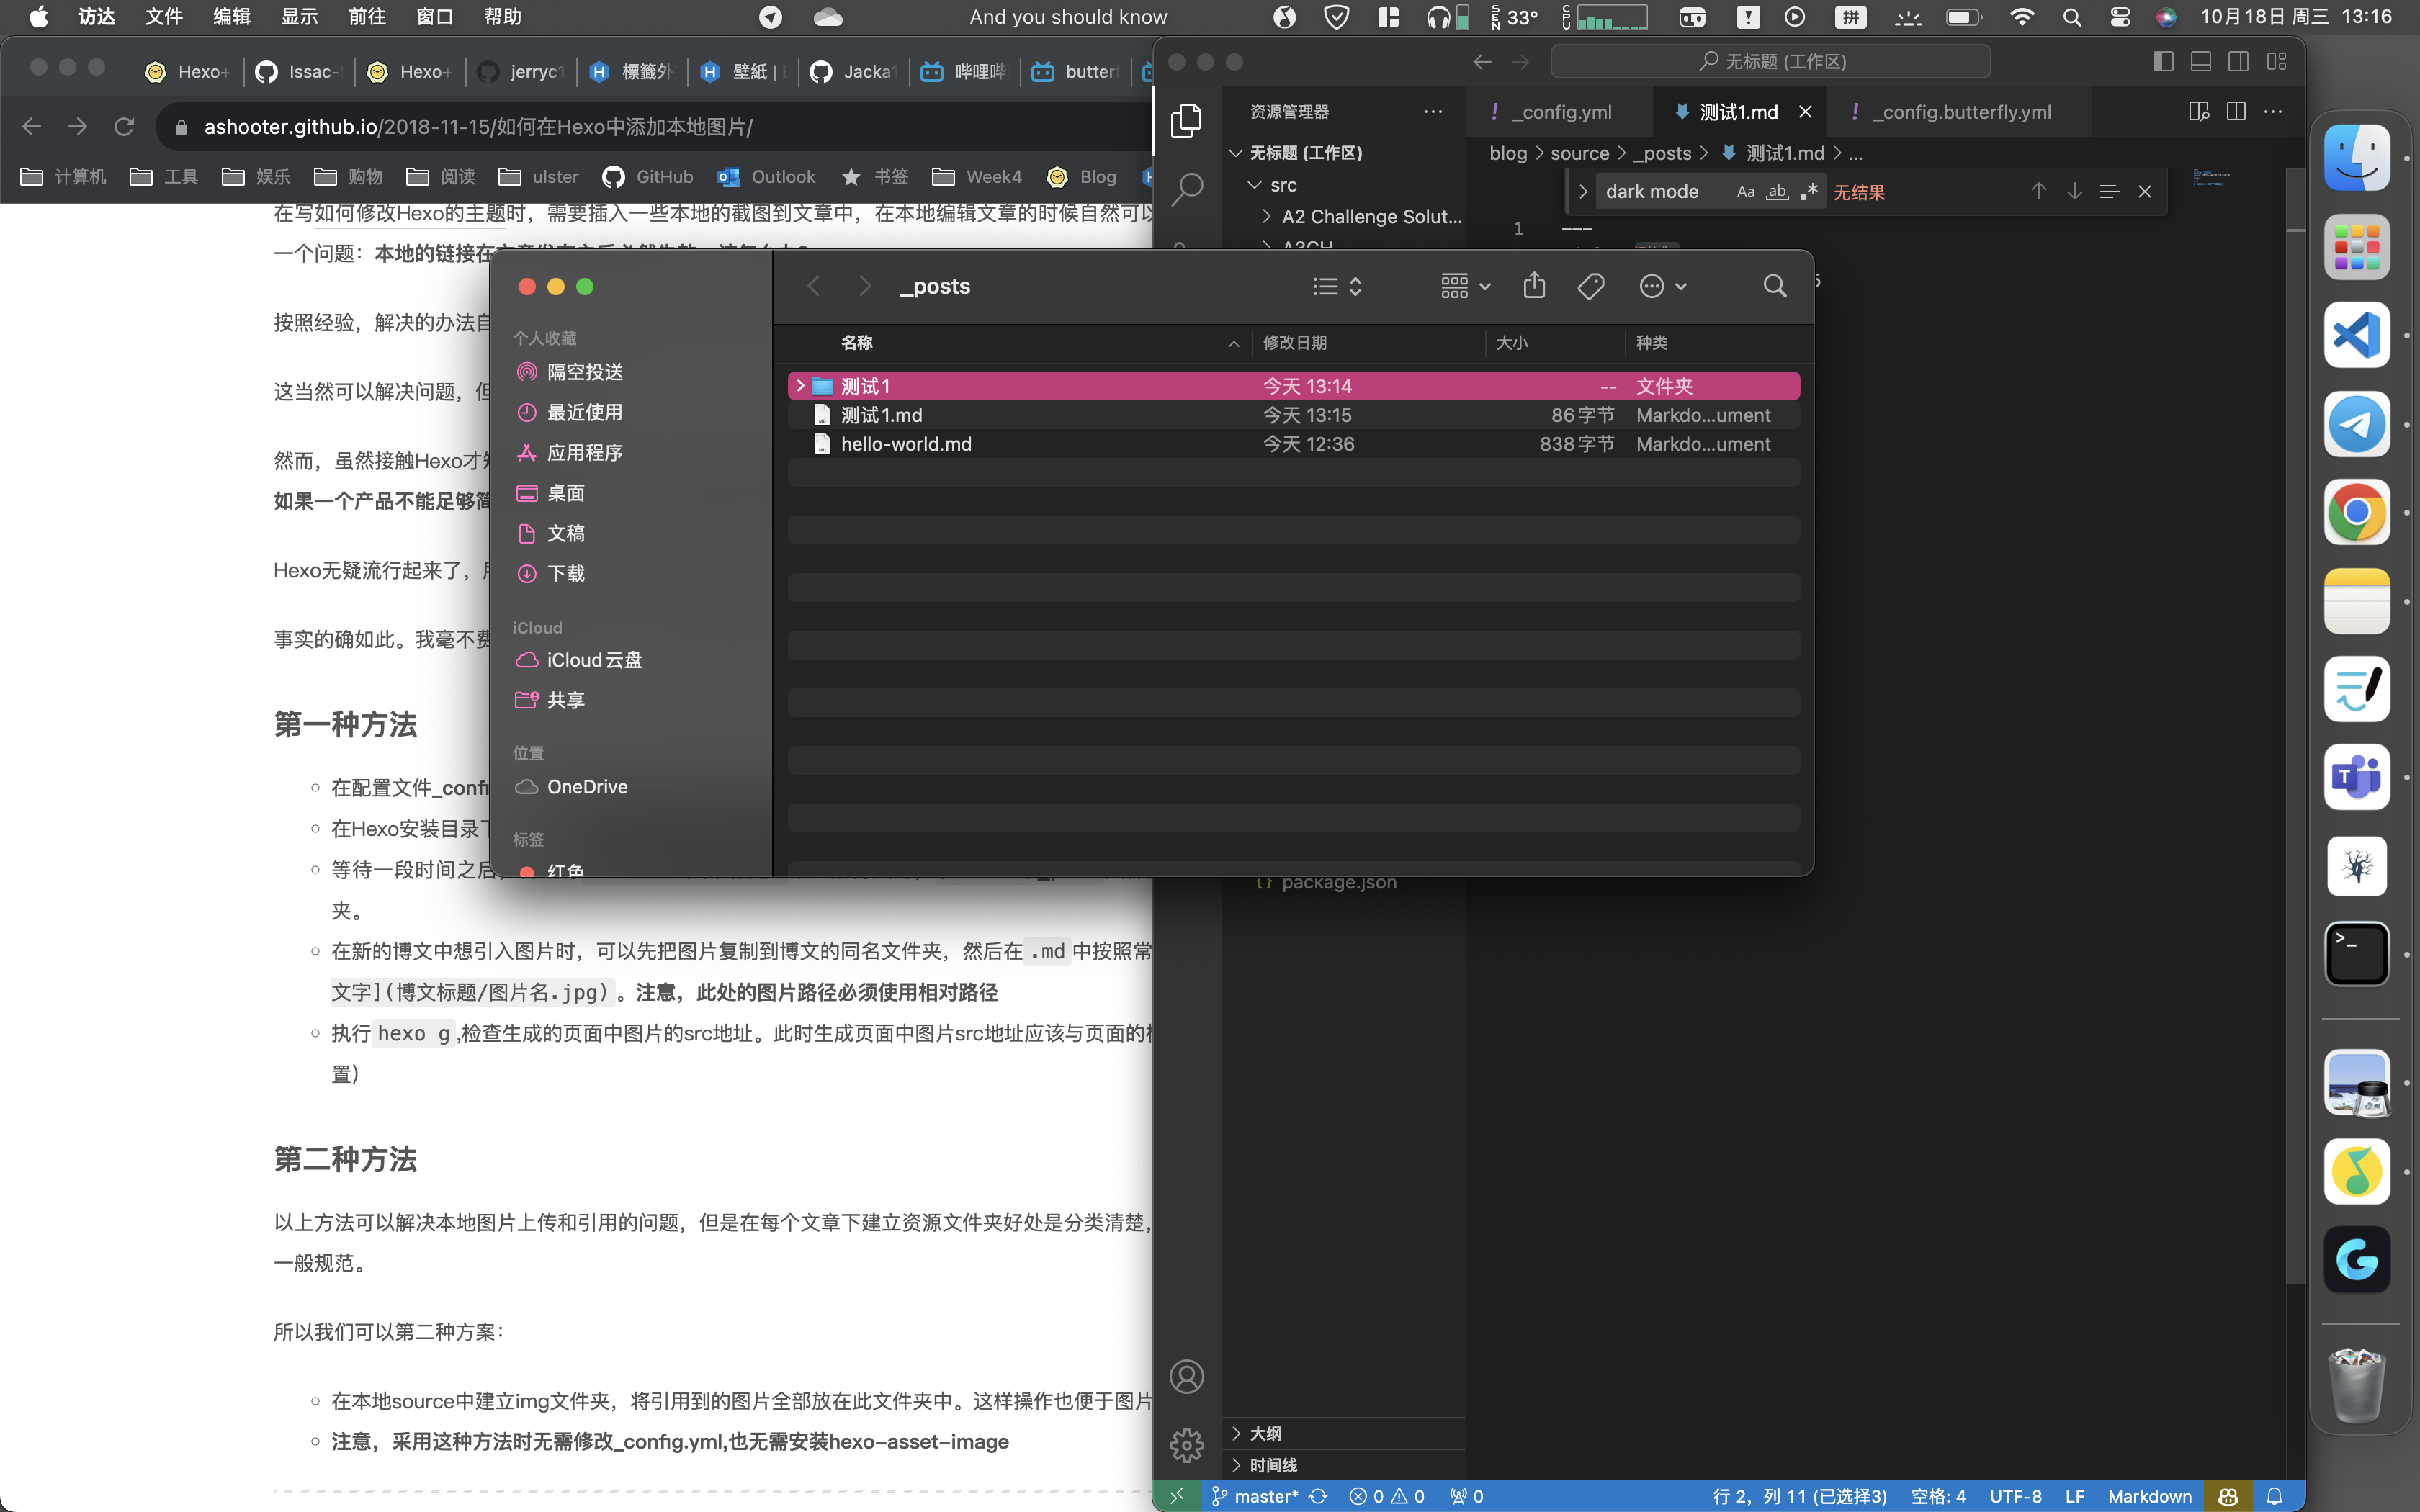 访达 文件 编辑 显示 前往 窗口 帮助 And you should know SEN 33° CPU 拼 10月18日 周三 13:16
Hexo+ Issac- Hexo+ jerryc1 標籤外 壁紙 | Jacka1 哔哩哔 butter
ashooter.github.io/2018-11-15/如何在Hexo中添加本地图片/
计算机 工具 娱乐 购物 阅读 ulster GitHub Outlook 书签 Week4 Blog
在写如何修改Hexo的主题时，需要插入一些本地的截图到文章中，在本地编辑文章的时候自然可以
一个问题：本地的链接在
按照经验，解决的办法自
这当然可以解决问题，但
然而，虽然接触Hexo才
如果一个产品不能足够简
Hexo无疑流行起来了，
事实的确如此。我毫不费
第一种方法
在配置文件_confi
在Hexo安装目录下
等待一段时间之后
夹。
在新的博文中想引入图片时，可以先把图片复制到博文的同名文件夹，然后在.md中按照常
文字](博文标题/图片名.jpg)。注意，此处的图片路径必须使用相对路径
执行hexo g,检查生成的页面中图片的src地址。此时生成页面中图片src地址应该与页面的
置）
第二种方法
以上方法可以解决本地图片上传和引用的问题，但是在每个文章下建立资源文件夹好处是分类清楚，
一般规范。
所以我们可以第二种方案：
在本地source中建立img文件夹，将引用到的图片全部放在此文件夹中。这样操作也便于图片
注意，采用这种方法时无需修改_config.yml,也无需安装hexo-asset-image
_posts
个人收藏
隔空投送
最近使用
应用程序
桌面
文稿
下载
iCloud
iCloud云盘
共享
位置
OneDrive
标签
红色
名称 修改日期 大小 种类
测试1 今天 13:14 -- 文件夹
测试1.md 今天 13:15 86字节 Markdo...ument
hello-world.md 今天 12:36 838字节 Markdo...ument
无标题 (工作区)
资源管理器 ... _config.yml 测试1.md _config.butterfly.yml ...
无标题 (工作区)
src
A2 Challenge Solut...
A3CH
package.json
大纲
时间线
blog > source > _posts > 测试1.md > ...
dark mode Aa ab .* 无结果
1 ---
master* 0 0 0 行 2，列 11 (已选择3) 空格: 4 UTF-8 LF Markdown